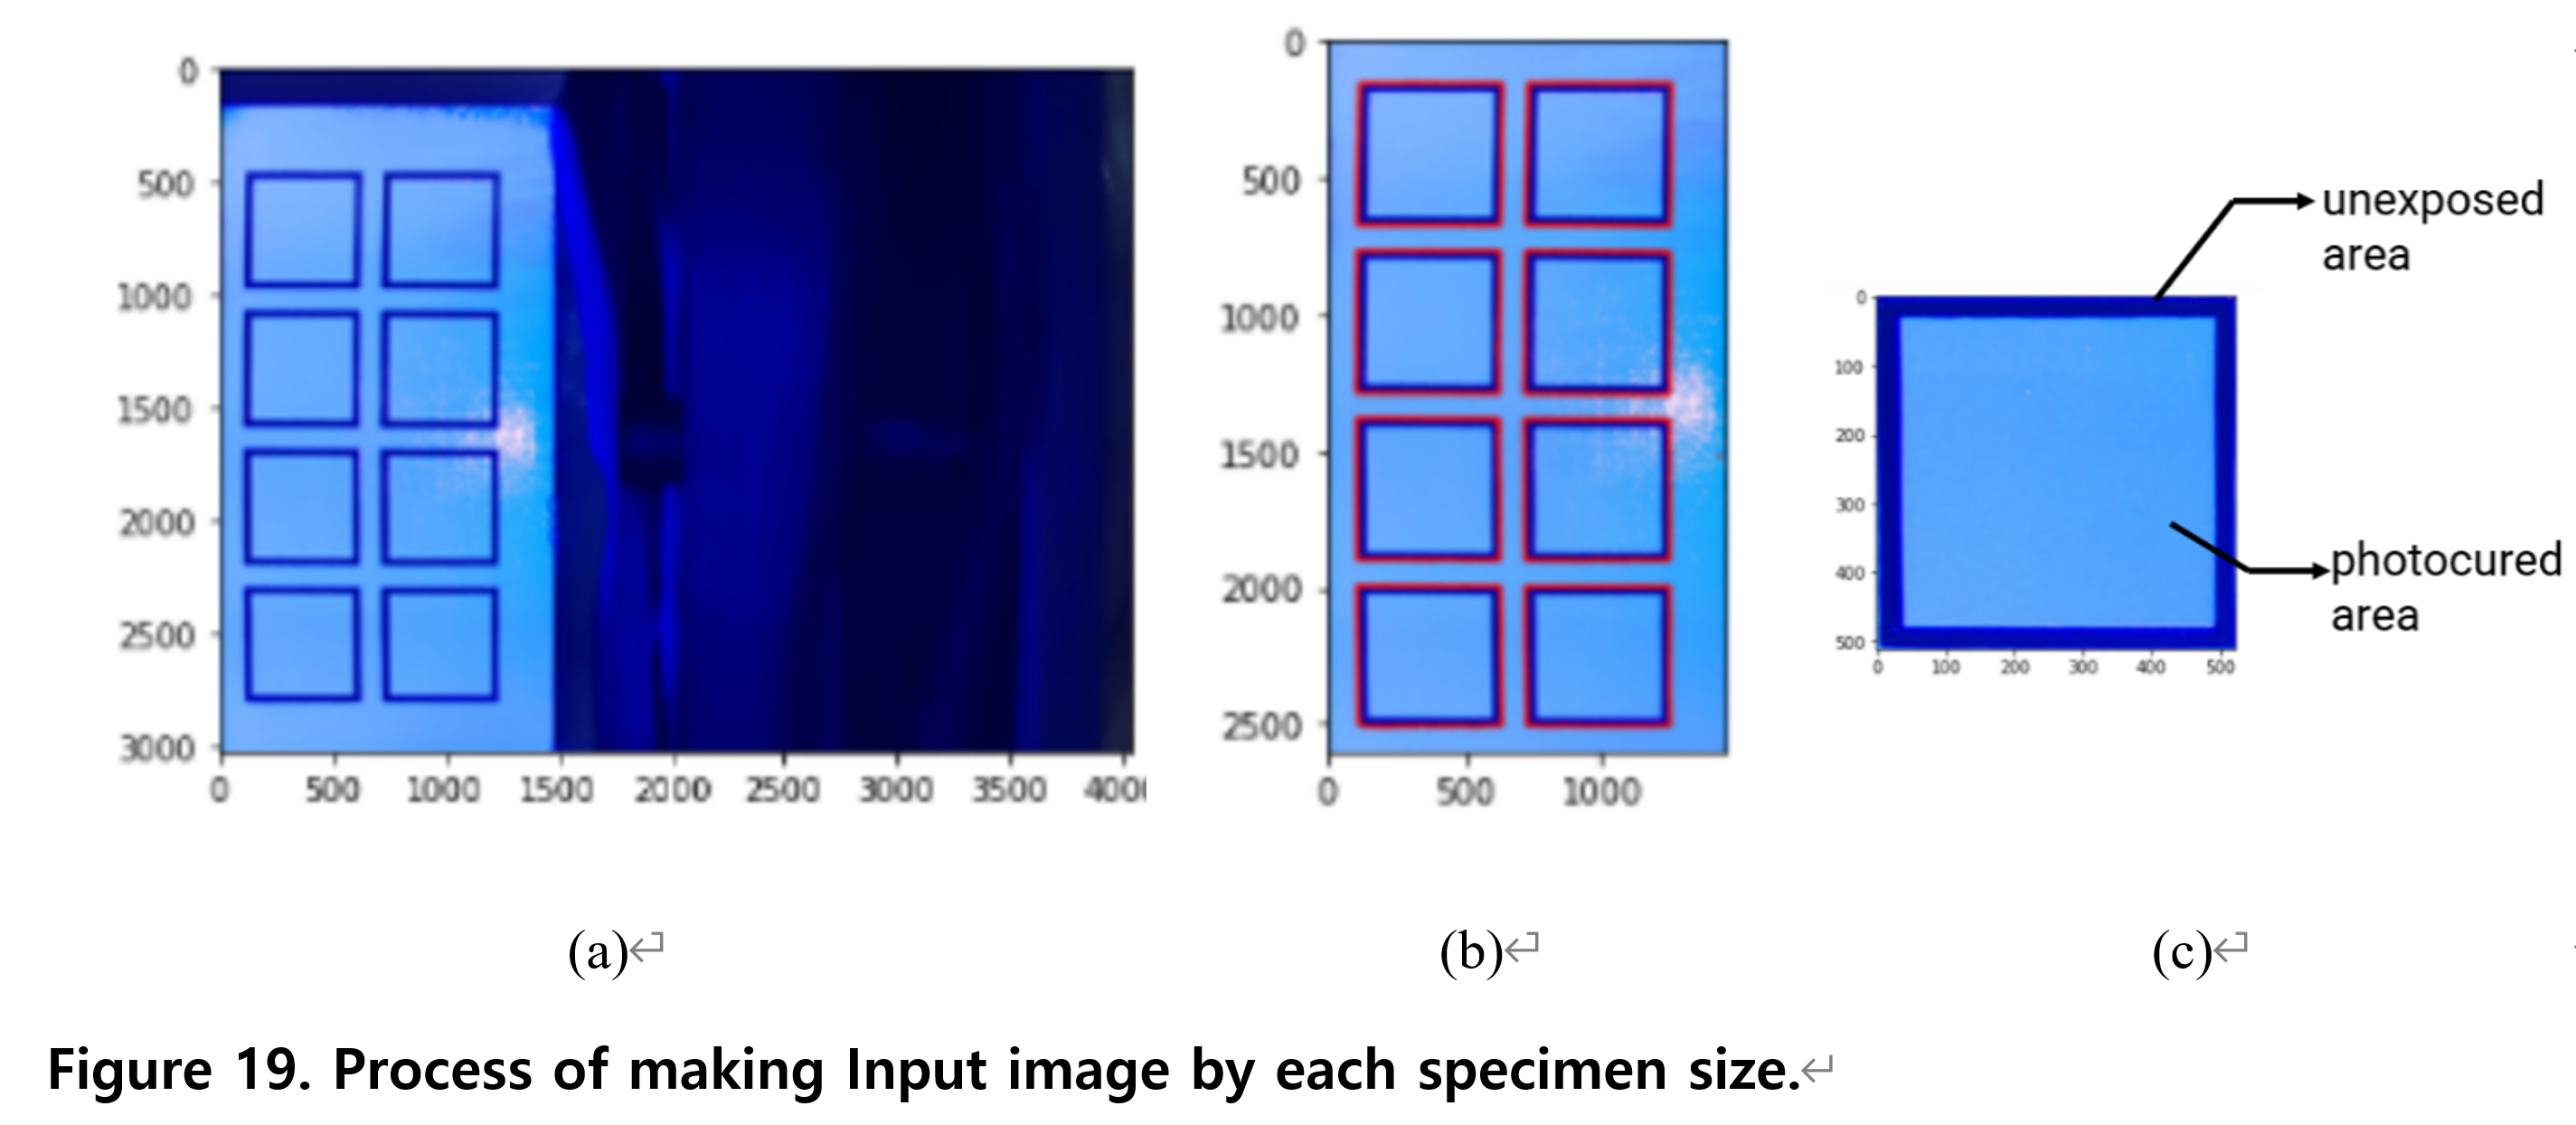 0
500
1000
1500
2000
2500
3000
0 500 1000 1500 2000 2500 3000 3500 400
0
500
1000
1500
2000
2500
0 500 1000
unexposed
area
0
100
200
300
400
500
0 100 200 300 400 500
photocured
area
(a)↵
(b)↵
(c)↵
Figure 19. Process of making Input image by each specimen size.↵